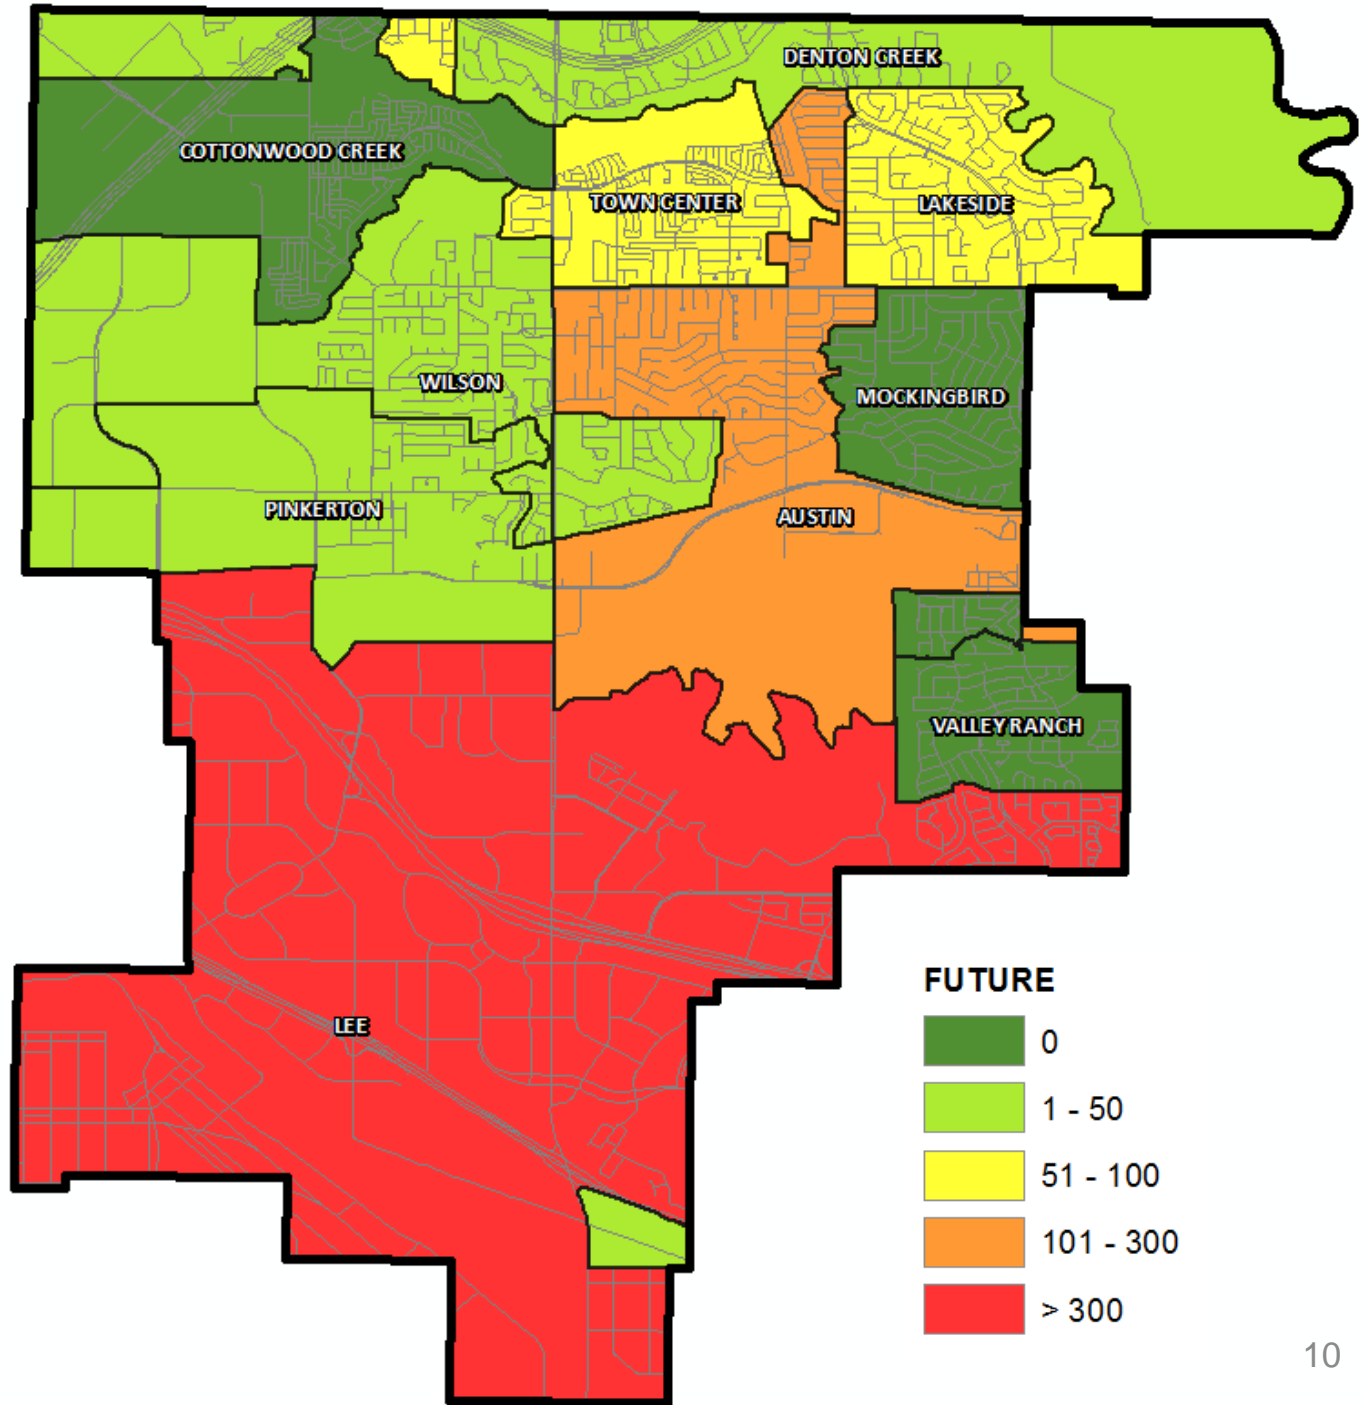 DENTON CREEK
COTTONWOOD CREEK
TOWN CENTER
LAKESIDE
WILSON
MOCKINGBIRD
PINKERTON
AUSTIN
VALLEY RANCH
LEE
FUTURE
0
1 - 50
51 - 100
101 - 300
> 300
10